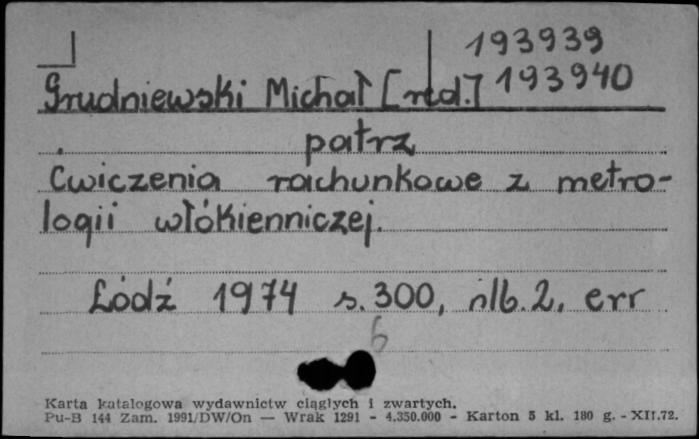 193939
Grudniewski Michał [red.] 193940
patrz
Ćwiczenia rachunkowe z metro-
logii włókienniczej.
Łódź 1974 s. 300, nlb. 2, err
6
Karta katalogowa wydawnictw ciągłych i zwartych.
Pu-B 144 Zam. 1991/DW/On — Wrak 1291 - 4.350.000 - Karton 5 kl. 180 g. - XII.72.